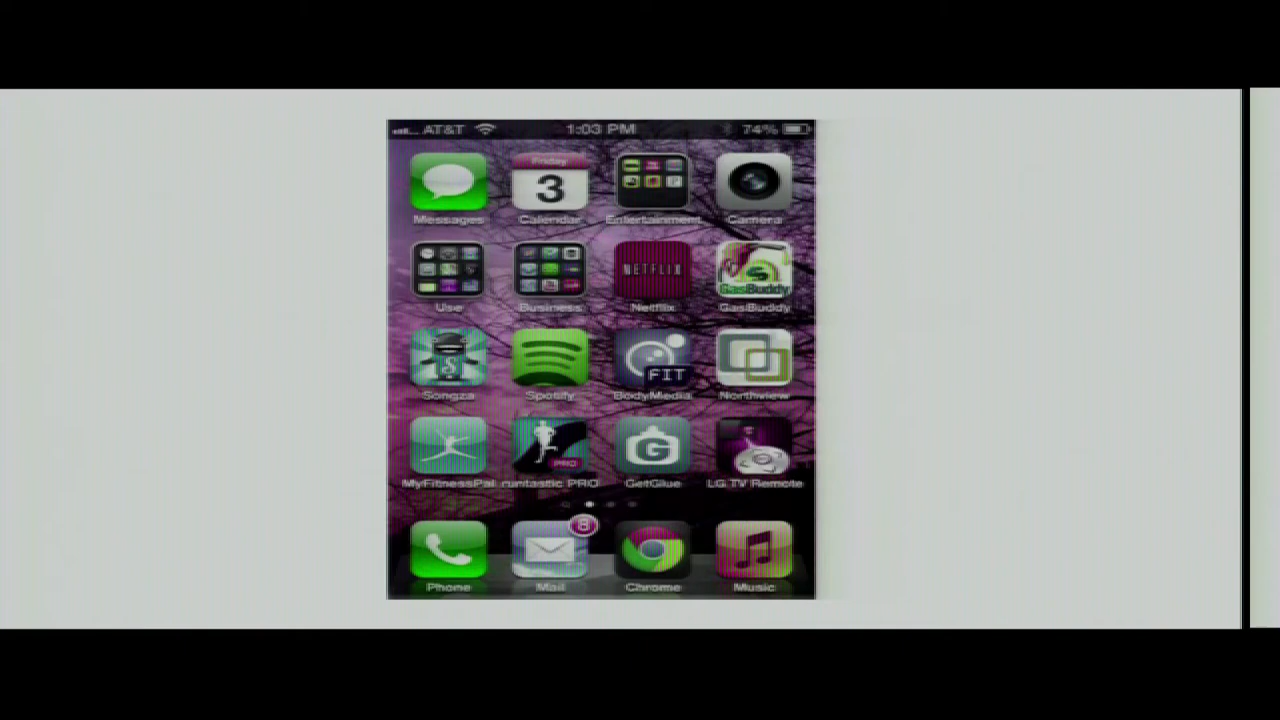 AT&T 1:03 PM 74%
Friday
3
Messages Calendar Entertainment Camera
NETFLIX GasBuddy
Use Business Netflix GasBuddy
S FIT
Songza Spotify BodyMedia Northview
PRO G
MyFitnessPal runtastic PRO GetGlue LG TV Remote
8
Phone Mail Chrome Music